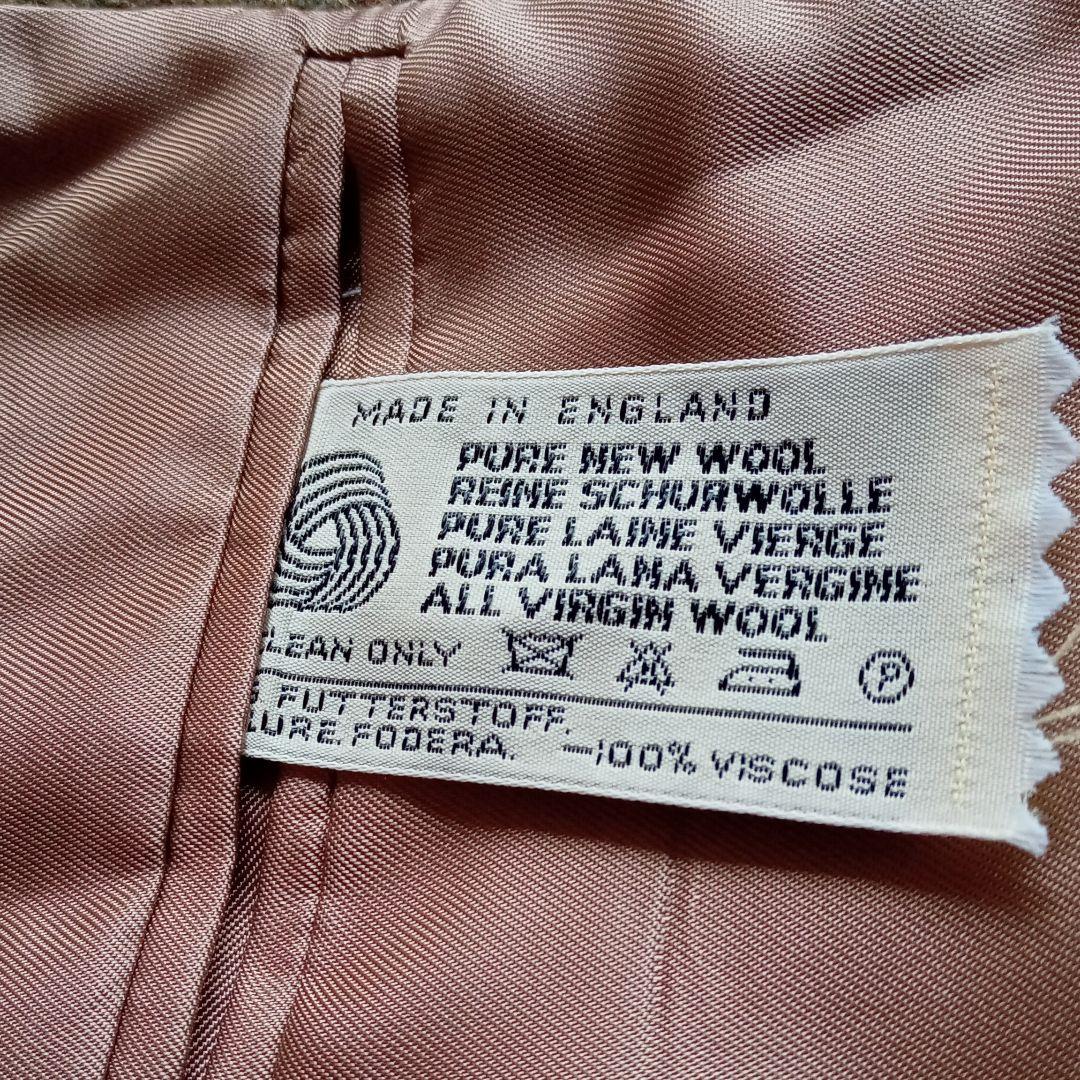 MADE IN ENGLAND
PURE NEW WOOL
REINE SCHURWOLLE
PURE LAINE VIERGE
PURA LANA VERGINE
ALL VIRGIN WOOL
LEAN ONLY P
FUTTERSTOFF.
URE. FODERA. —100% VISCOSE